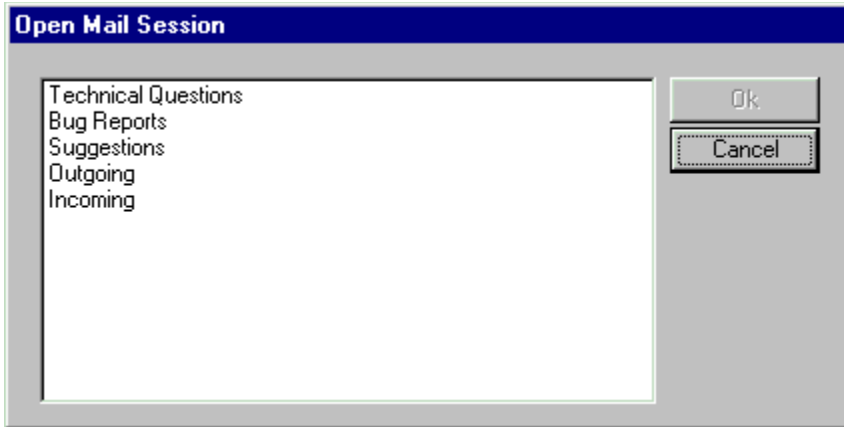 Open Mail Session
Technical Questions
Bug Reports
Suggestions
Outgoing
Incoming
Ok
Cancel